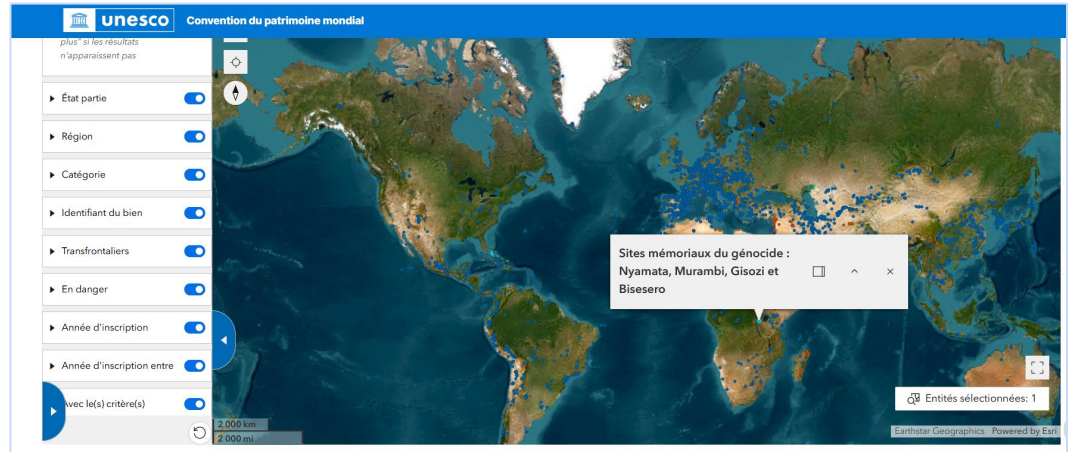 unesco
Convention du patrimoine mondial
plus" si les résultats
n'apparaissent pas
État partie
Région
Catégorie
Identifiant du bien
Transfrontaliers
En danger
Année d'inscription
Année d'inscription entre
Avec le(s) critère(s)
Sites mémoriaux du génocide :
Nyamata, Murambi, Gisozi et
Bisesero
Entités sélectionnées: 1
2 000 km
2 000 mi
Earthstar Geographics Powered by Esri